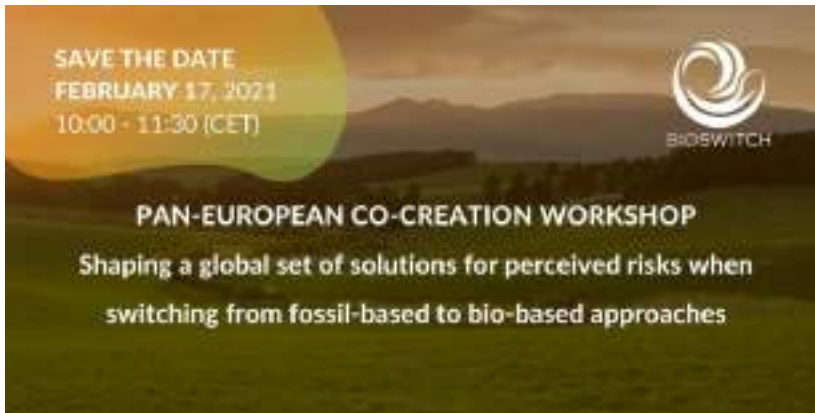 SAVE THE DATE
FEBRUARY 17, 2021
10:00 - 11:30 (CET)
BIOSWITCH
PAN-EUROPEAN CO-CREATION WORKSHOP
Shaping a global set of solutions for perceived risks when
switching from fossil-based to bio-based approaches